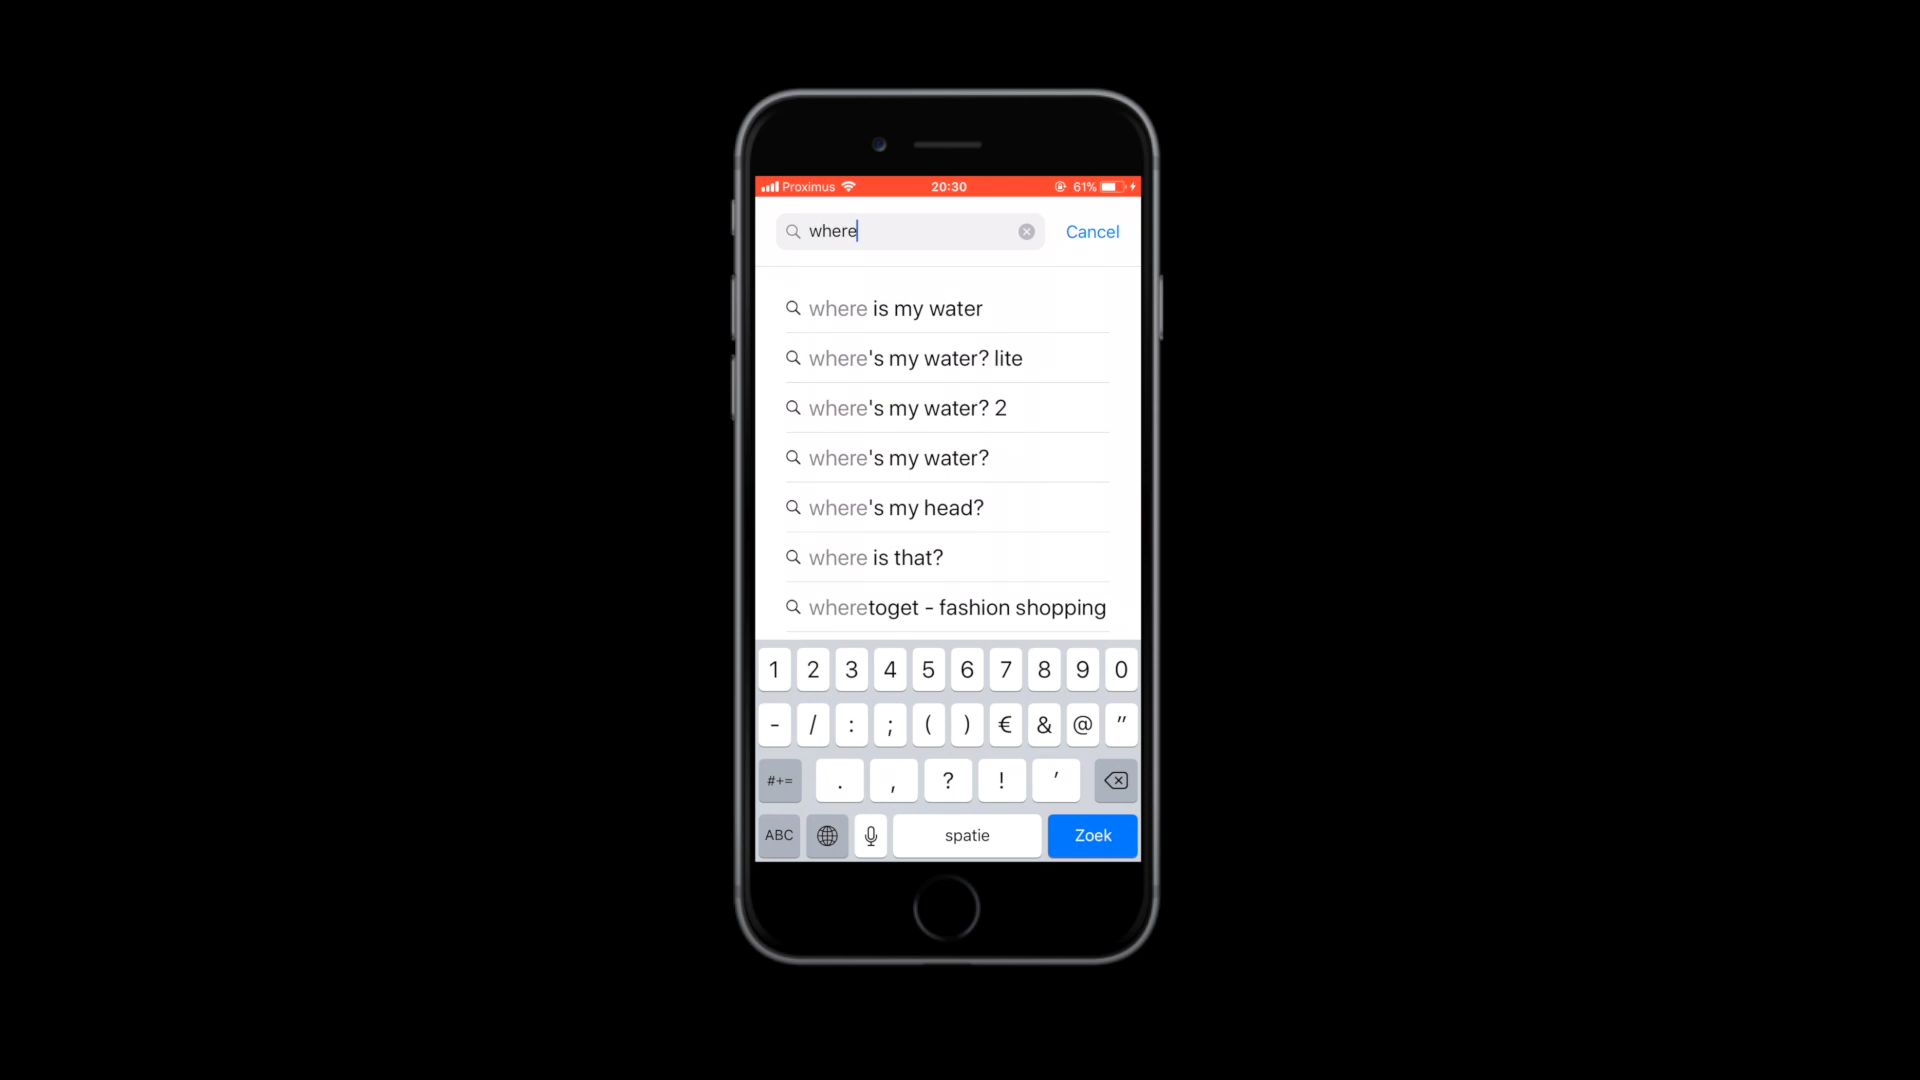 Proximus 20:30 61%
where Cancel
where is my water
where's my water? lite
where's my water? 2
where's my water?
where's my head?
where is that?
wheretoget - fashion shopping
1 2 3 4 5 6 7 8 9 0
- / : ; ( ) € & @ "
#+= . , ? ! '
ABC spatie Zoek